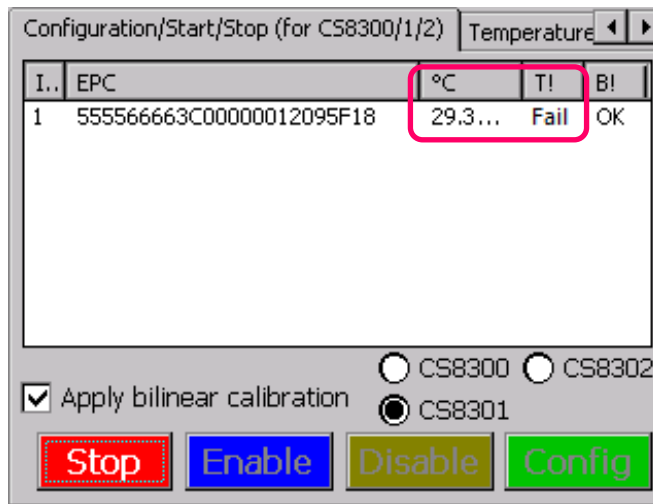 Configuration/Start/Stop (for CS8300/1/2) Temperature
I.. EPC °C T! B!
1 555566663C00000012095F18 29.3... Fail OK
CS8300 CS8302
Apply bilinear calibration CS8301
Stop Enable Disable Config